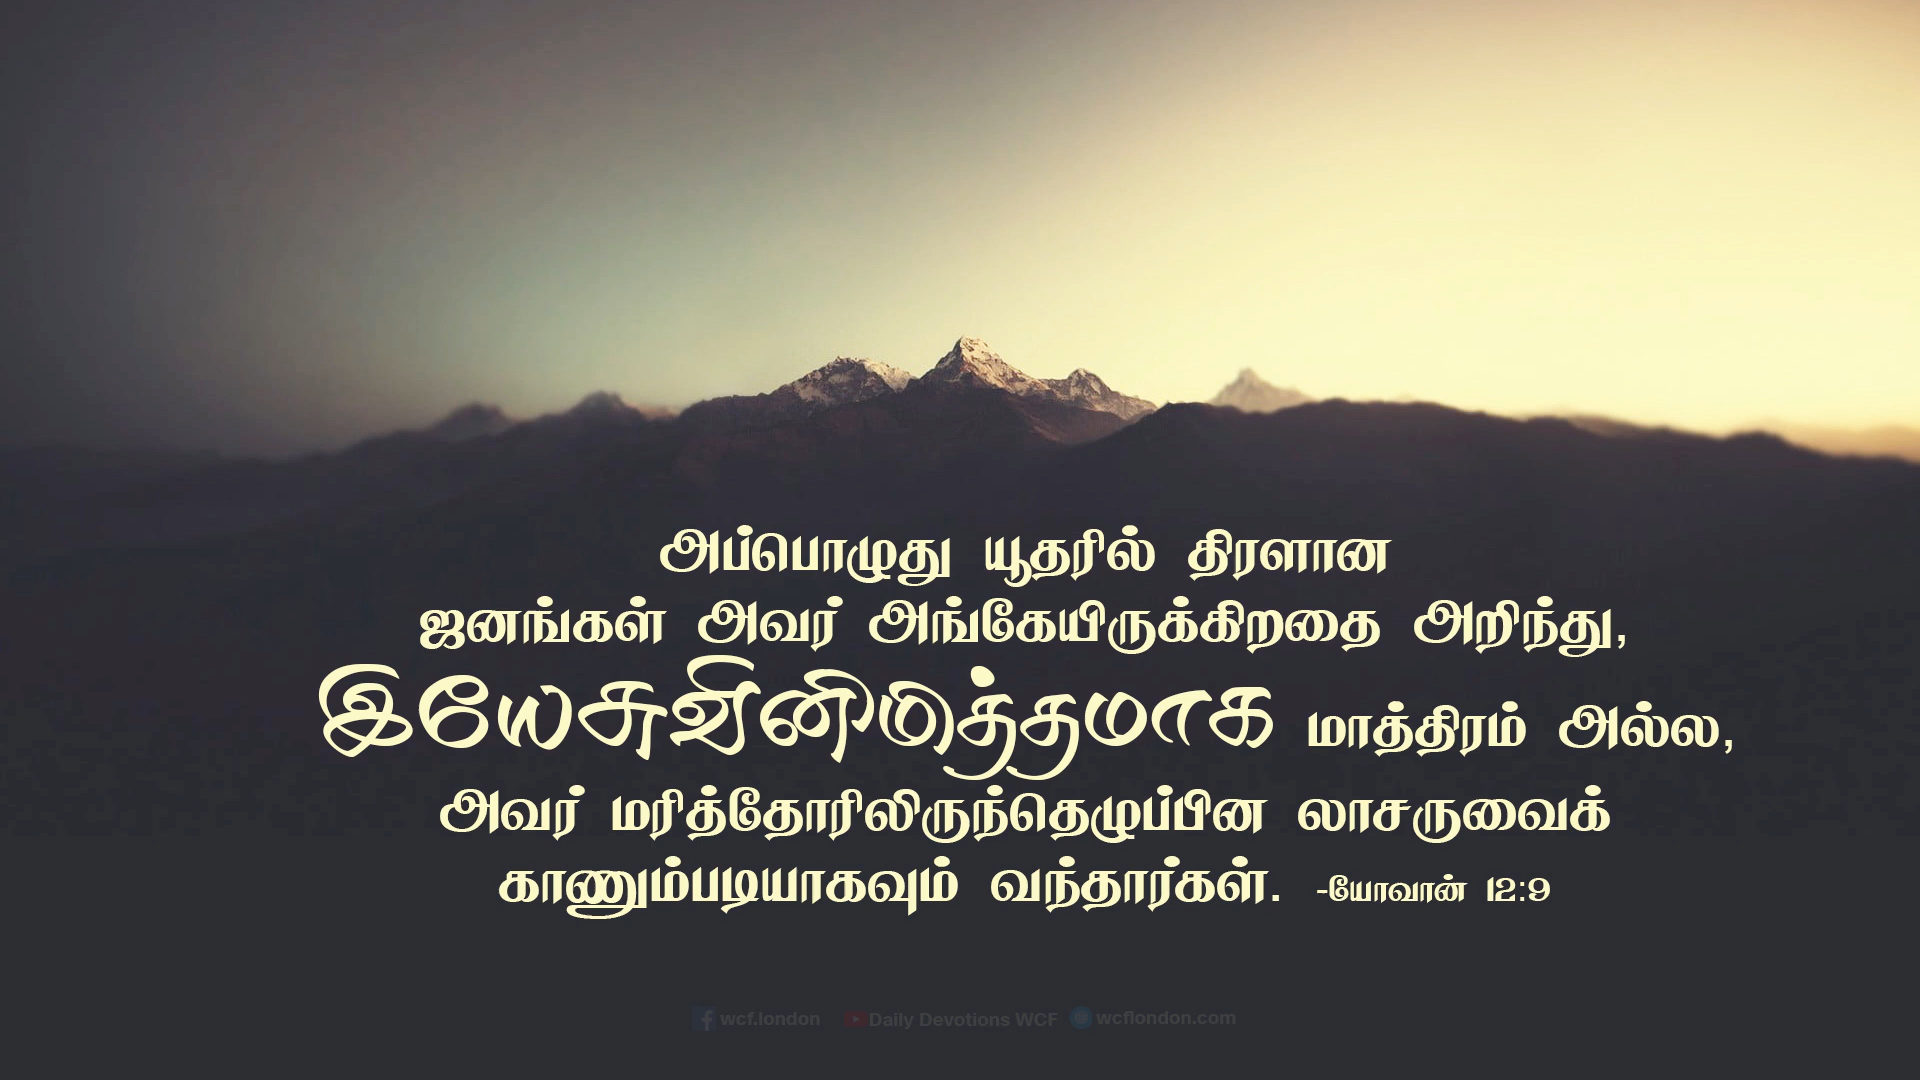 அப்பொழுது யூதரில் திரளான
ஜனங்கள் அவர் அங்கேயிருக்கிறதை அறிந்து,
இயேசுவினிமித்தமாக மாத்திரம் அல்ல,
அவர் மரித்தோரிலிருந்தெழுப்பின லாசருவைக்
காணும்படியாகவும் வந்தார்கள். -யோவான் 12:9
wcf.london Daily Devotions WCF wcflondon.com